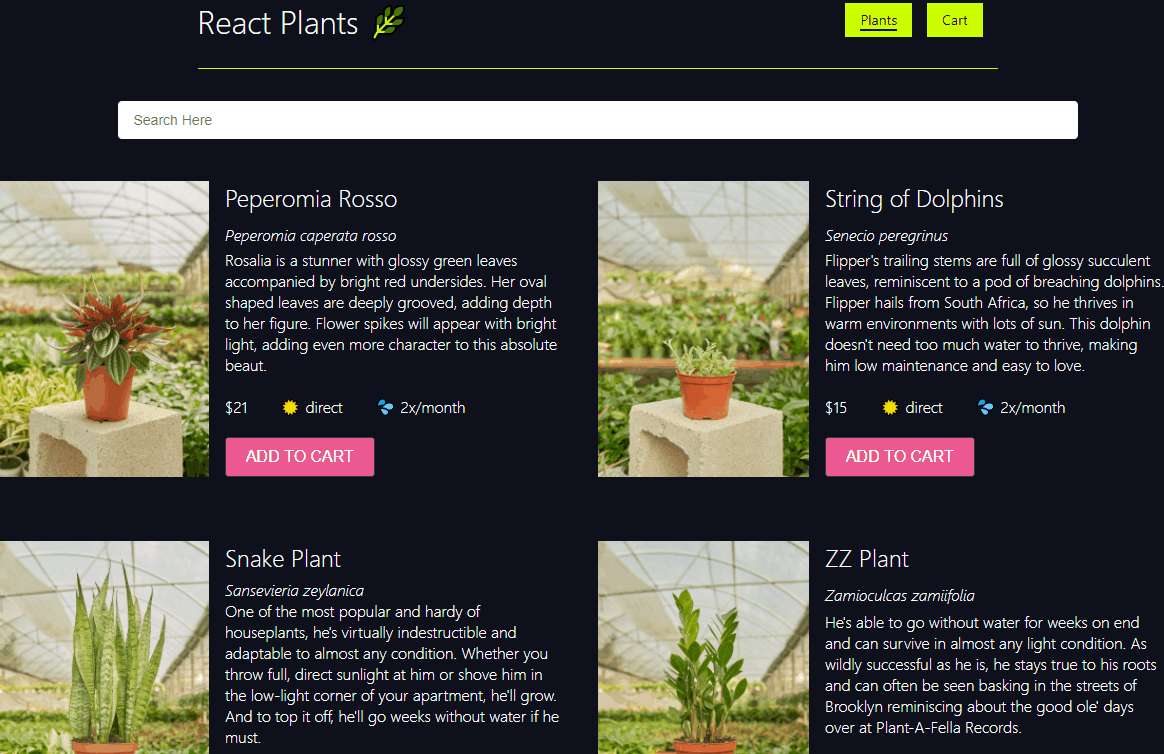 React Plants
Plants
Cart
Search Here
Peperomia Rosso
Peperomia caperata rosso
Rosalia is a stunner with glossy green leaves
accompanied by bright red undersides. Her oval
shaped leaves are deeply grooved, adding depth
to her figure. Flower spikes will appear with bright
light, adding even more character to this absolute
beaut.
$21 direct 2x/month
ADD TO CART
String of Dolphins
Senecio peregrinus
Flipper's trailing stems are full of glossy succulent
leaves, reminiscent to a pod of breaching dolphins.
Flipper hails from South Africa, so he thrives in
warm environments with lots of sun. This dolphin
doesn't need too much water to thrive, making
him low maintenance and easy to love.
$15 direct 2x/month
ADD TO CART
Snake Plant
Sansevieria zeylanica
One of the most popular and hardy of
houseplants, he's virtually indestructible and
adaptable to almost any condition. Whether you
throw full, direct sunlight at him or shove him in
the low-light corner of your apartment, he'll grow.
And to top it off, he'll go weeks without water if he
must.
ZZ Plant
Zamioculcas zamiifolia
He's able to go without water for weeks on end
and can survive in almost any light condition. As
wildly successful as he is, he stays true to his roots
and can often be seen basking in the streets of
Brooklyn reminiscing about the good ole' days
over at Plant-A-Fella Records.